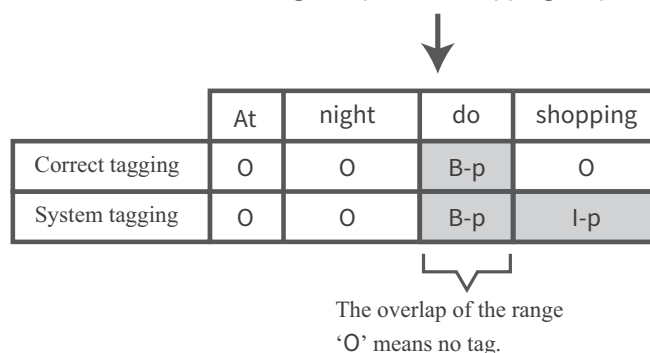 At night do shopping
Correct tagging O O B-p O
System tagging O O B-p I-p
The overlap of the range
‘O’ means no tag.